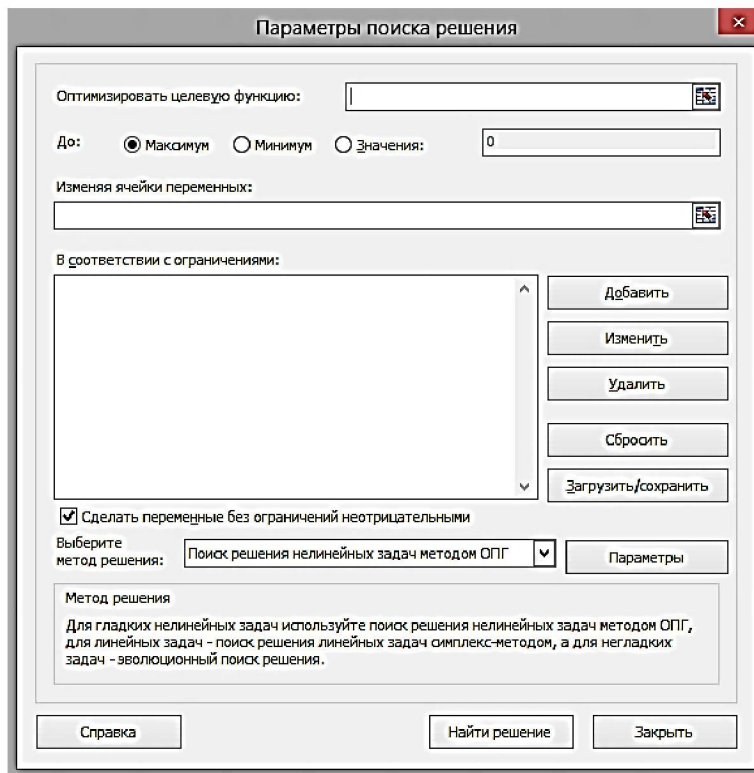 Параметры поиска решения
Оптимизировать целевую функцию:
До: Максимум Минимум Значения: 0
Изменяя ячейки переменных:
В соответствии с ограничениями:
Добавить
Изменить
Удалить
Сбросить
Загрузить/сохранить
Сделать переменные без ограничений неотрицательными
Выберите
метод решения: Поиск решения нелинейных задач методом ОПГ Параметры
Метод решения
Для гладких нелинейных задач используйте поиск решения нелинейных задач методом ОПГ,
для линейных задач - поиск решения линейных задач симплекс-методом, а для негладких
задач - эволюционный поиск решения.
Справка Найти решение Закрыть